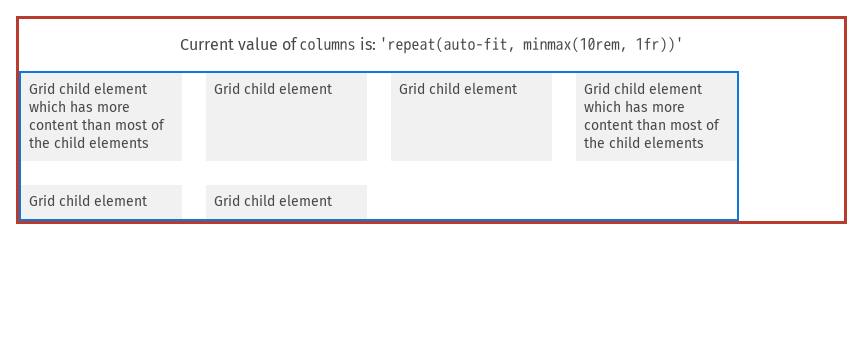 Current value of columns is: 'repeat(auto-fit, minmax(10rem, 1fr))'
Grid child element
which has more
content than most of
the child elements
Grid child element
Grid child element
Grid child element
which has more
content than most of
the child elements
Grid child element
Grid child element